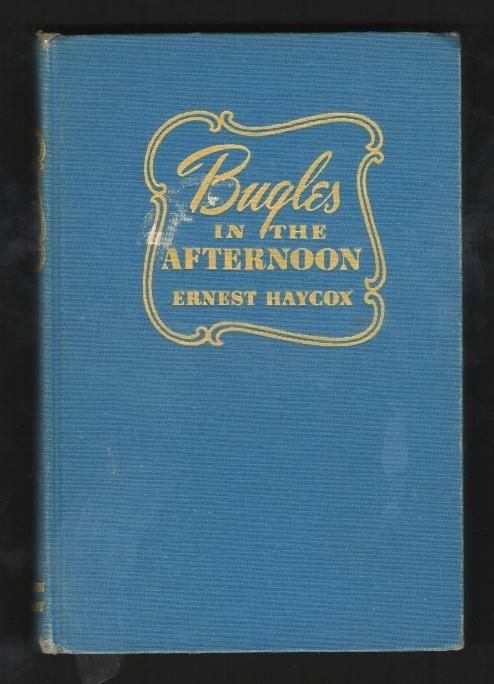 Bugles
IN THE
AFTERNOON
ERNEST HAYCOX